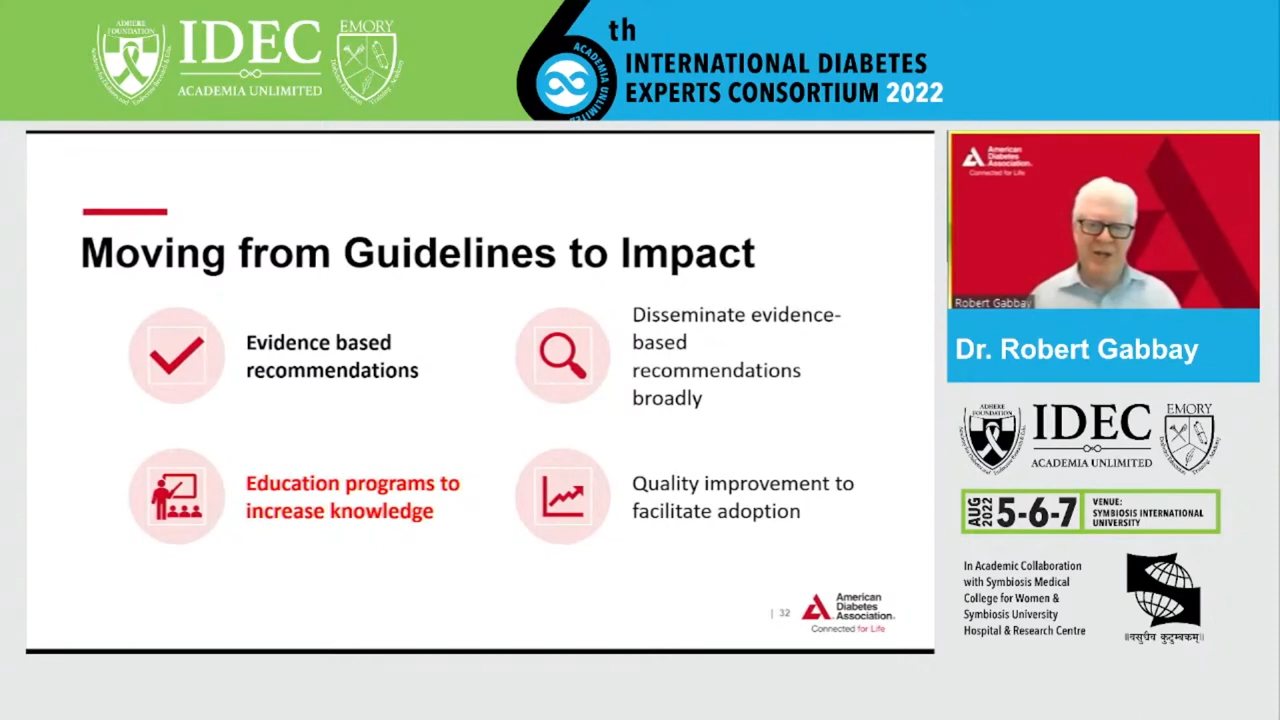 ADHERE
FOUNDATION
IDEC
ACADEMIA UNLIMITED
EMORY
6th
ACADEMIA UNLIMITED
INTERNATIONAL DIABETES
EXPERTS CONSORTIUM 2022
Moving from Guidelines to Impact
Evidence based
recommendations
Disseminate evidence-
based
recommendations
broadly
Education programs to
increase knowledge
Quality improvement to
facilitate adoption
| 32
American
Diabetes
Association.
Connected for Life
American
Diabetes
Association.
Connected for Life
Robert Gabbay
Dr. Robert Gabbay
ADHERE
FOUNDATION
IDEC
ACADEMIA UNLIMITED
EMORY
AUG
2022
5-6-7
VENUE:
SYMBIOSIS INTERNATIONAL
UNIVERSITY
In Academic Collaboration
with Symbiosis Medical
College for Women &
Symbiosis University
Hospital & Research Centre
॥वसुधैव कुटुम्बकम्॥